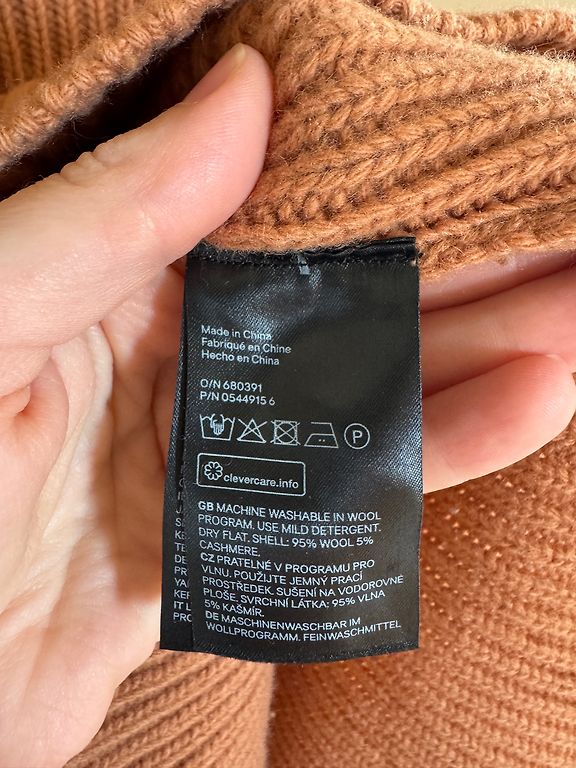 Made in China
Fabriqué en Chine
Hecho en China
O/N 680391
P/N 0544915 6
P
clevercare.info
GB MACHINE WASHABLE IN WOOL
PROGRAM. USE MILD DETERGENT.
DRY FLAT. SHELL: 95% WOOL 5%
CASHMERE.
CZ PRATELNÉ V PROGRAMU PRO
VLNU. POUŽIJTE JEMNÝ PRACÍ
PROSTŘEDEK. SUŠENÍ NA VODOROVNÉ
PLOŠE. SVRCHNÍ LÁTKA: 95% VLNA
5% KAŠMÍR.
DE MASCHINENWASCHBAR IM
WOLLPROGRAMM. FEINWASCHMITTEL